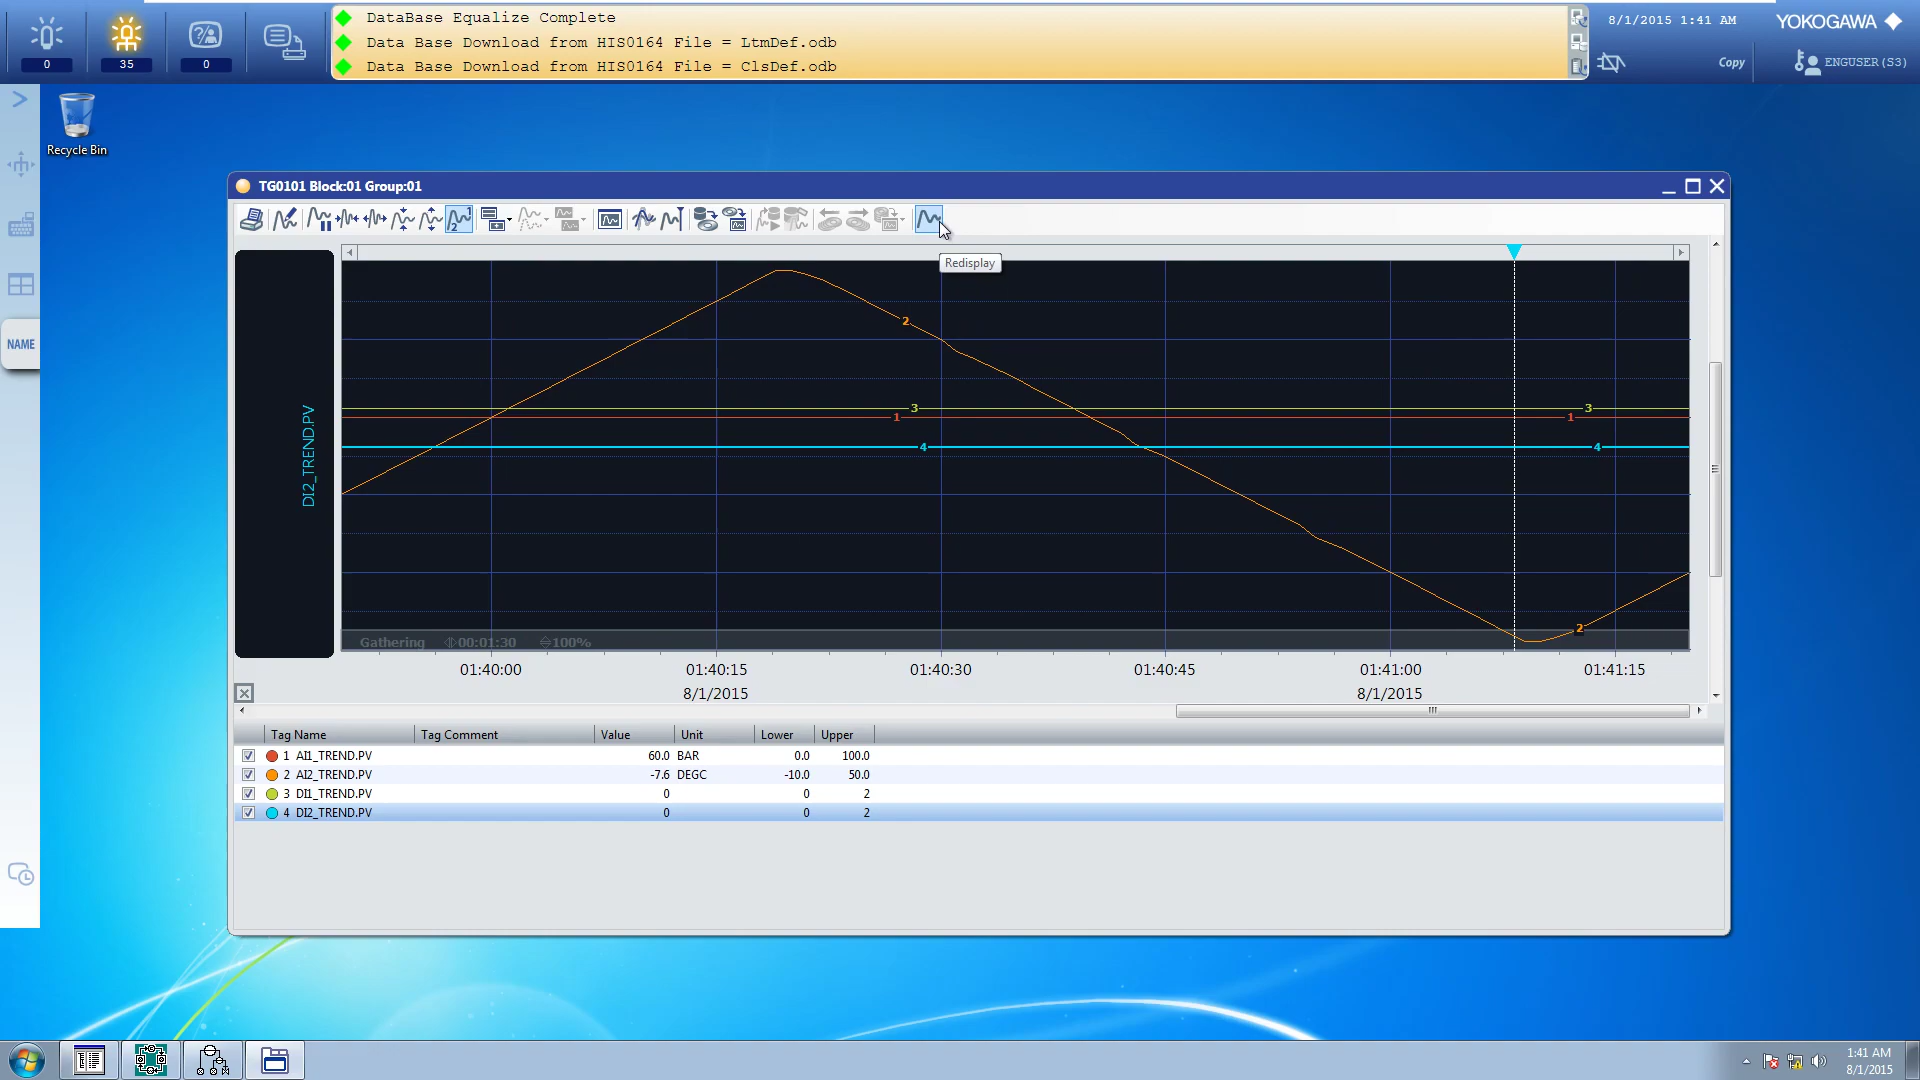 0
35
0
DataBase Equalize Complete
Data Base Download from HIS0164 File = LtmDef.odb
Data Base Download from HIS0164 File = ClsDef.odb
8/1/2015 1:41 AM
YOKOGAWA
Copy
ENGUSER(S3)
Recycle Bin
NAME
TG0101 Block:01 Group:01
Redisplay
DI2_TREND.PV
2
3
1
4
3
1
4
2
Gathering 00:01:30 100%
01:40:00 01:40:15 01:40:30 01:40:45 01:41:00 01:41:15
8/1/2015 8/1/2015
Tag Name Tag Comment Value Unit Lower Upper
1 AI1_TREND.PV 60.0 BAR 0.0 100.0
2 AI2_TREND.PV -7.6 DEGC -10.0 50.0
3 DI1_TREND.PV 0 0 2
4 DI2_TREND.PV 0 0 2
1:41 AM
8/1/2015